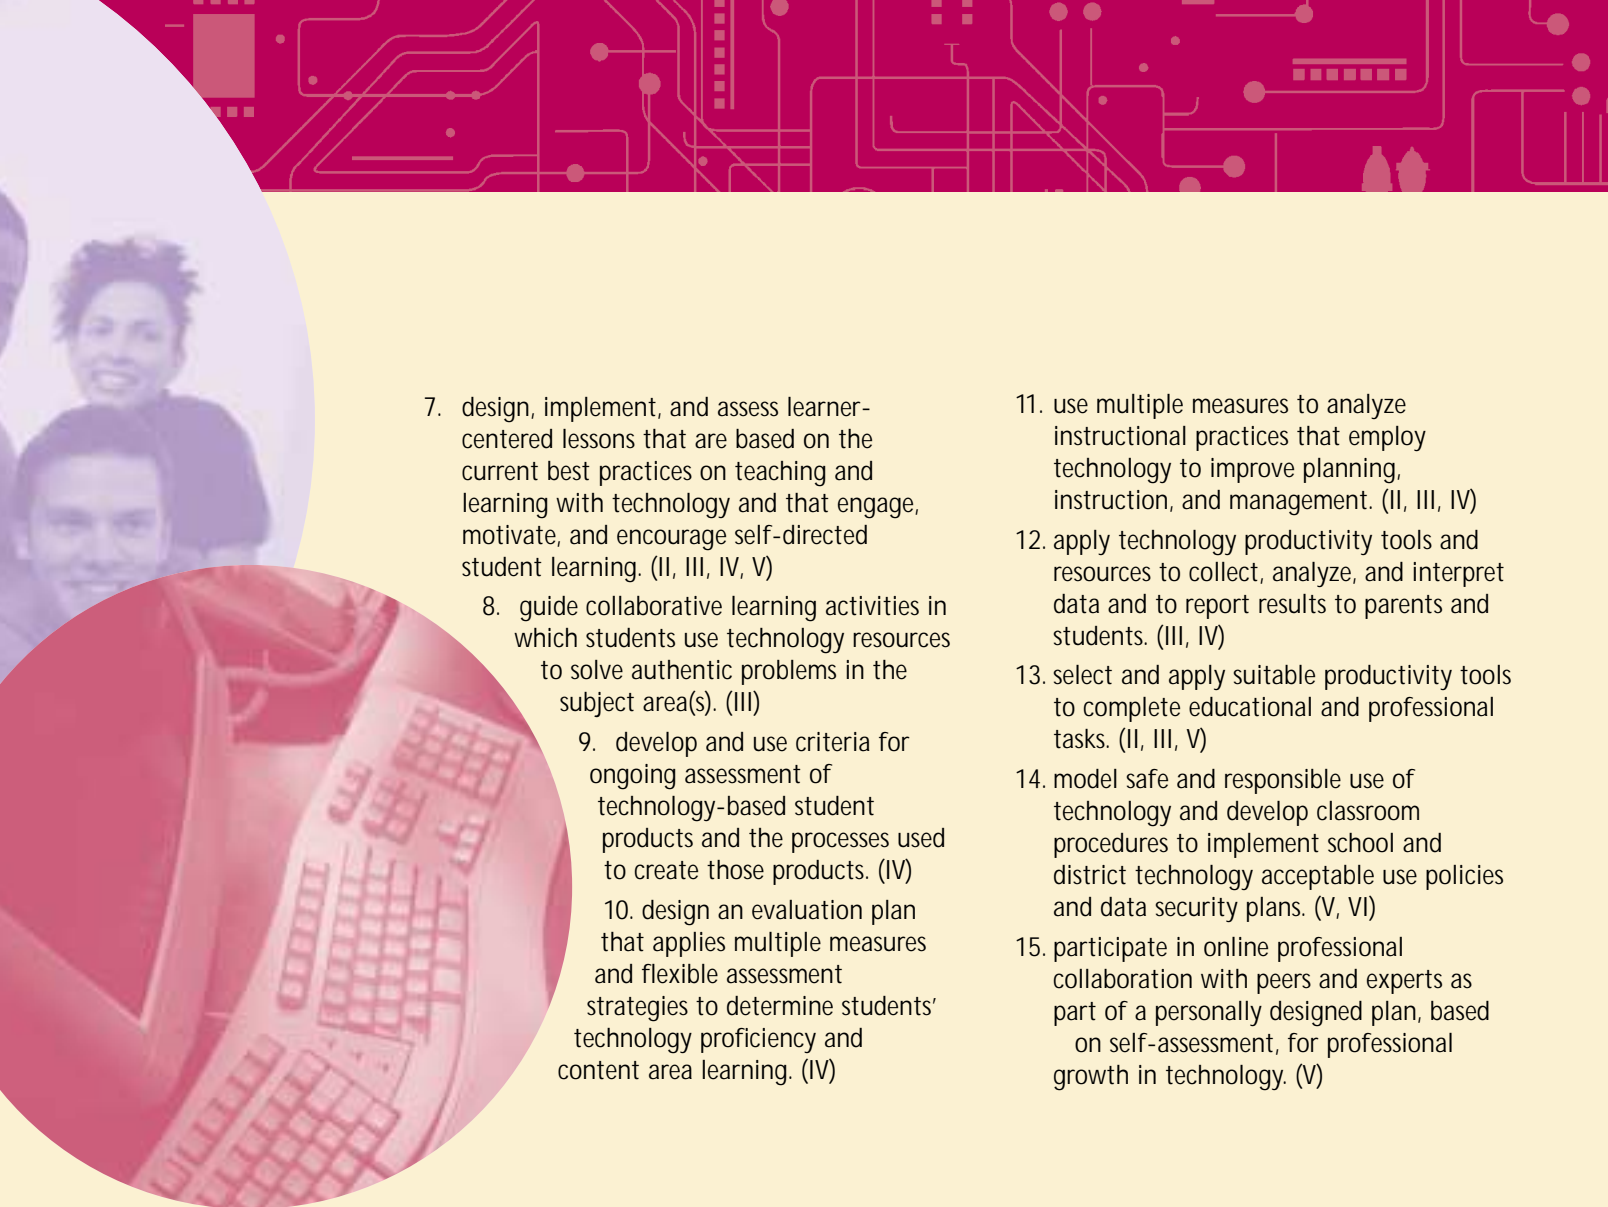 7. design, implement, and assess learner-
centered lessons that are based on the
current best practices on teaching and
learning with technology and that engage,
motivate, and encourage self-directed
student learning. (II, III, IV, V)
8. guide collaborative learning activities in
which students use technology resources
to solve authentic problems in the
subject area(s). (III)
9. develop and use criteria for
ongoing assessment of
technology-based student
products and the processes used
to create those products. (IV)
10. design an evaluation plan
that applies multiple measures
and flexible assessment
strategies to determine students’
technology proficiency and
content area learning. (IV)
11. use multiple measures to analyze
instructional practices that employ
technology to improve planning,
instruction, and management. (II, III, IV)
12. apply technology productivity tools and
resources to collect, analyze, and interpret
data and to report results to parents and
students. (III, IV)
13. select and apply suitable productivity tools
to complete educational and professional
tasks. (II, III, V)
14. model safe and responsible use of
technology and develop classroom
procedures to implement school and
district technology acceptable use policies
and data security plans. (V, VI)
15. participate in online professional
collaboration with peers and experts as
part of a personally designed plan, based
on self-assessment, for professional
growth in technology. (V)